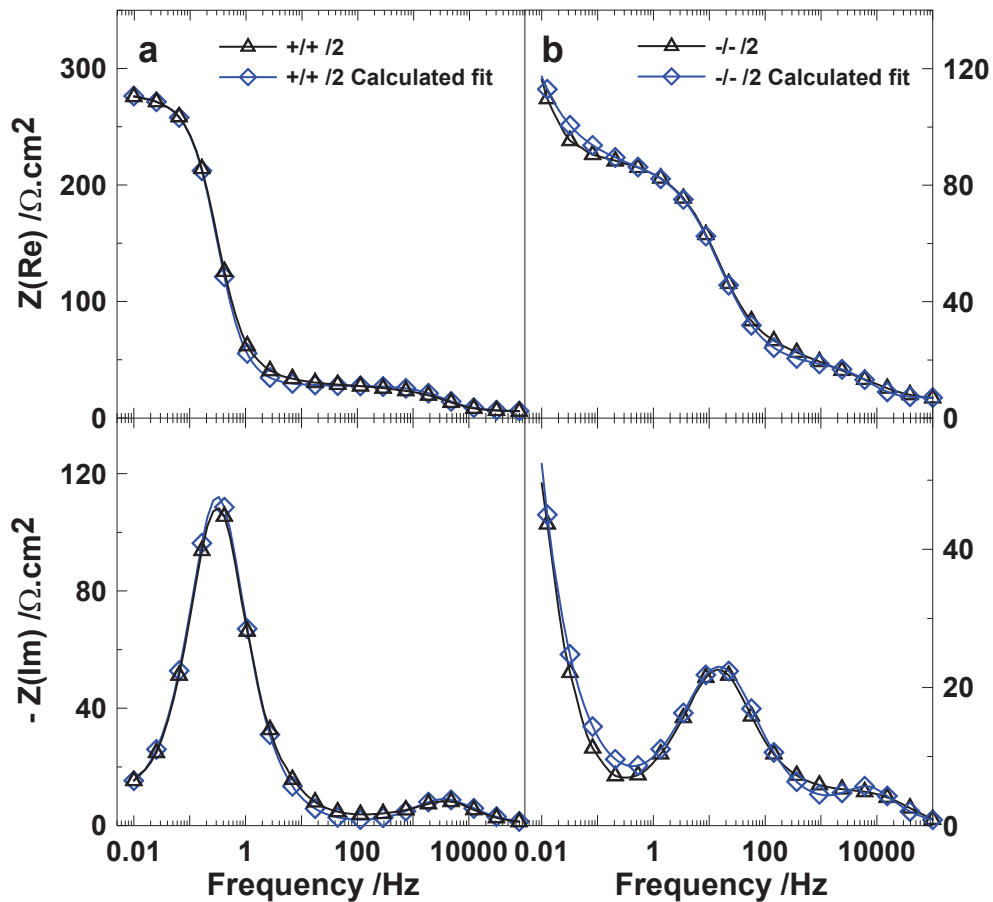 a
+/+ /2
+/+ /2 Calculated fit
b
-/- /2
-/- /2 Calculated fit
300
200
100
0
Z(Re) /Ω.cm2
120
80
40
0
120
80
40
0
- Z(Im) /Ω.cm2
40
20
0
0.01 1 100 10000
0.01 1 100 10000
Frequency /Hz
Frequency /Hz